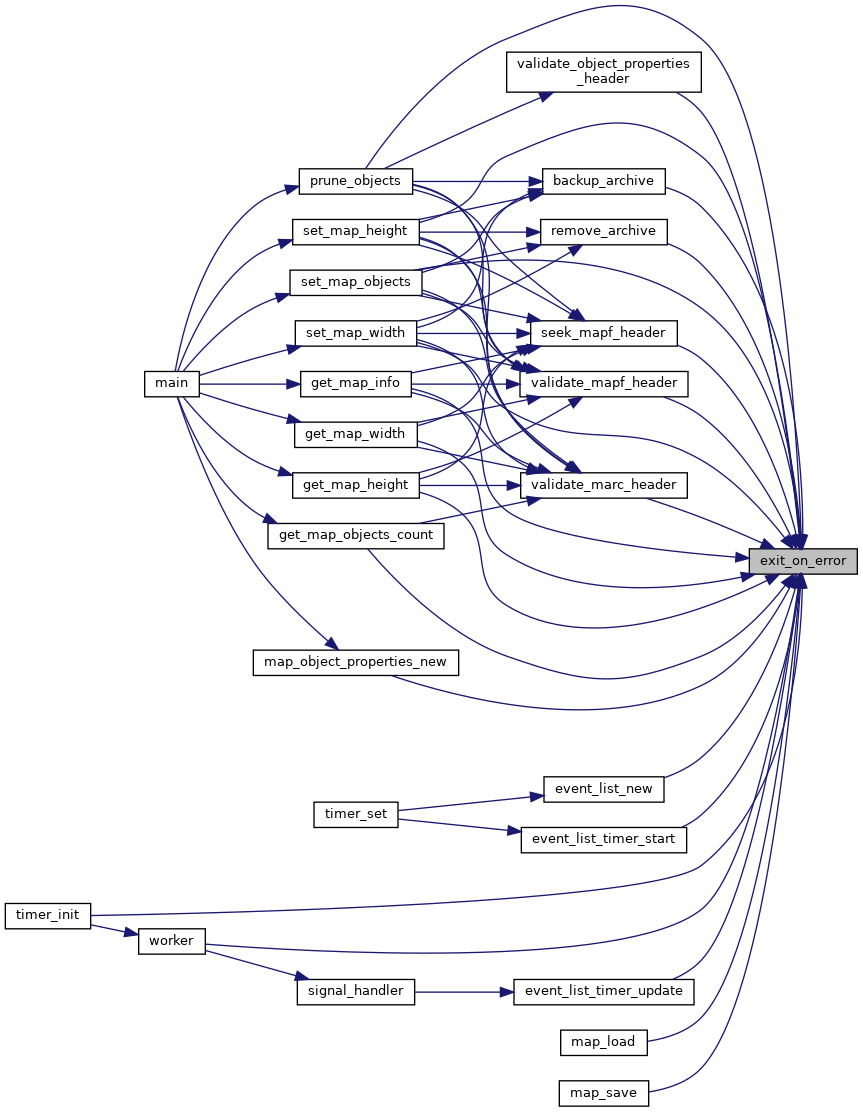 validate_object_properties
_header
prune_objects
backup_archive
set_map_height
remove_archive
set_map_objects
set_map_width
seek_mapf_header
main
get_map_info
validate_mapf_header
get_map_width
get_map_height
validate_marc_header
get_map_objects_count
exit_on_error
map_object_properties_new
event_list_new
timer_set
event_list_timer_start
timer_init
worker
signal_handler
event_list_timer_update
map_load
map_save